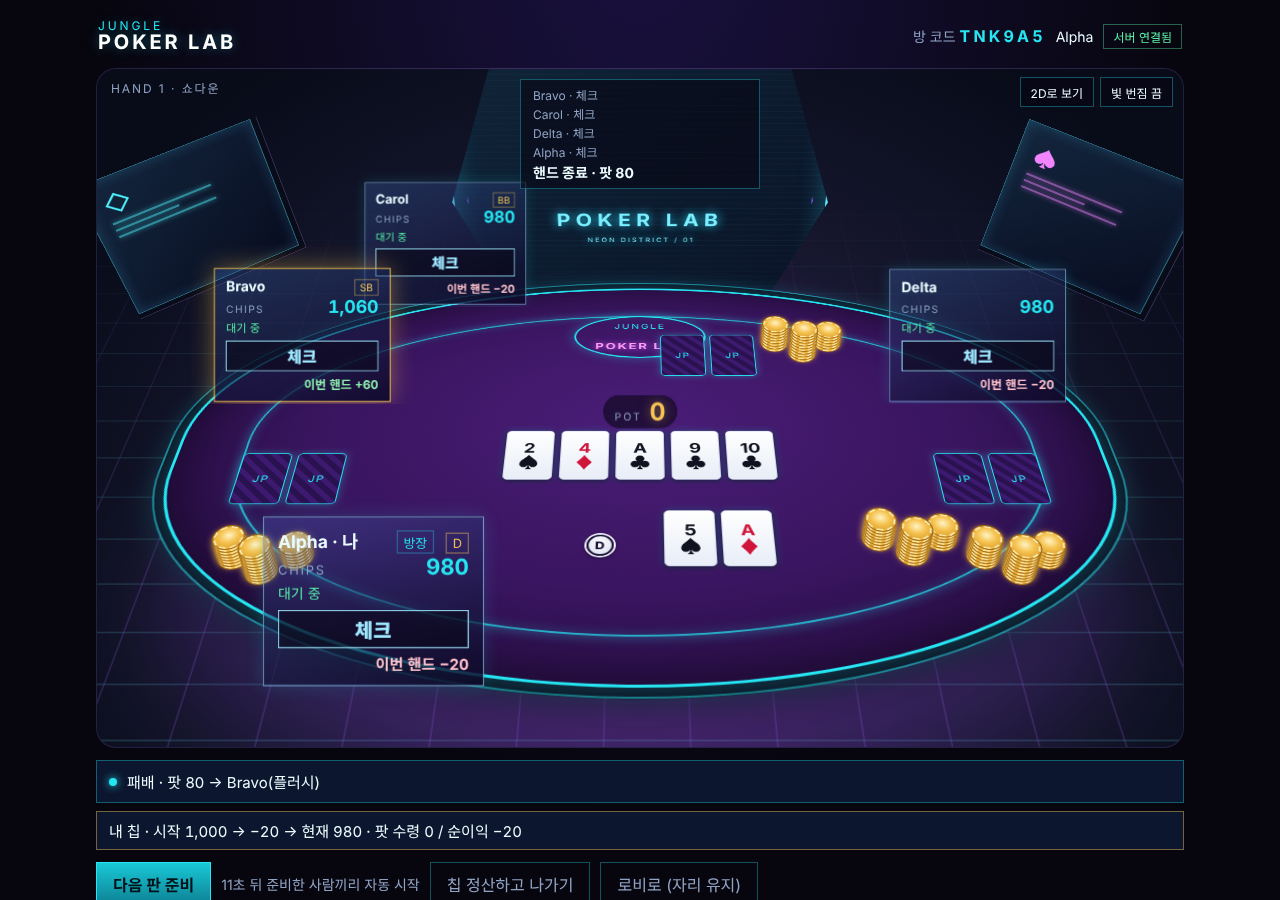 JUNGLE
POKER LAB
방 코드 TNK9A5 Alpha 서버 연결됨
HAND 1 · 쇼다운
2D로 보기
빛 번짐 끔
Bravo · 체크
Carol · 체크
Delta · 체크
Alpha · 체크
핸드 종료 · 팟 80
Carol BB
CHIPS 980
대기 중
체크
이번 핸드 −20
POKER LAB
NEON DISTRICT / 01
Bravo SB
CHIPS 1,060
대기 중
체크
이번 핸드 +60
Delta
CHIPS 980
대기 중
체크
이번 핸드 −20
JUNGLE
POKER L
JP JP
POT 0
2 4 A 9 10
JP JP
JP JP
5 A
D
Alpha · 나 방장 D
CHIPS 980
대기 중
체크
이번 핸드 −20
패배 · 팟 80 → Bravo(플러시)
내 칩 · 시작 1,000 → −20 → 현재 980 · 팟 수령 0 / 순이익 −20
다음 판 준비 11초 뒤 준비한 사람끼리 자동 시작 칩 정산하고 나가기 로비로 (자리 유지)